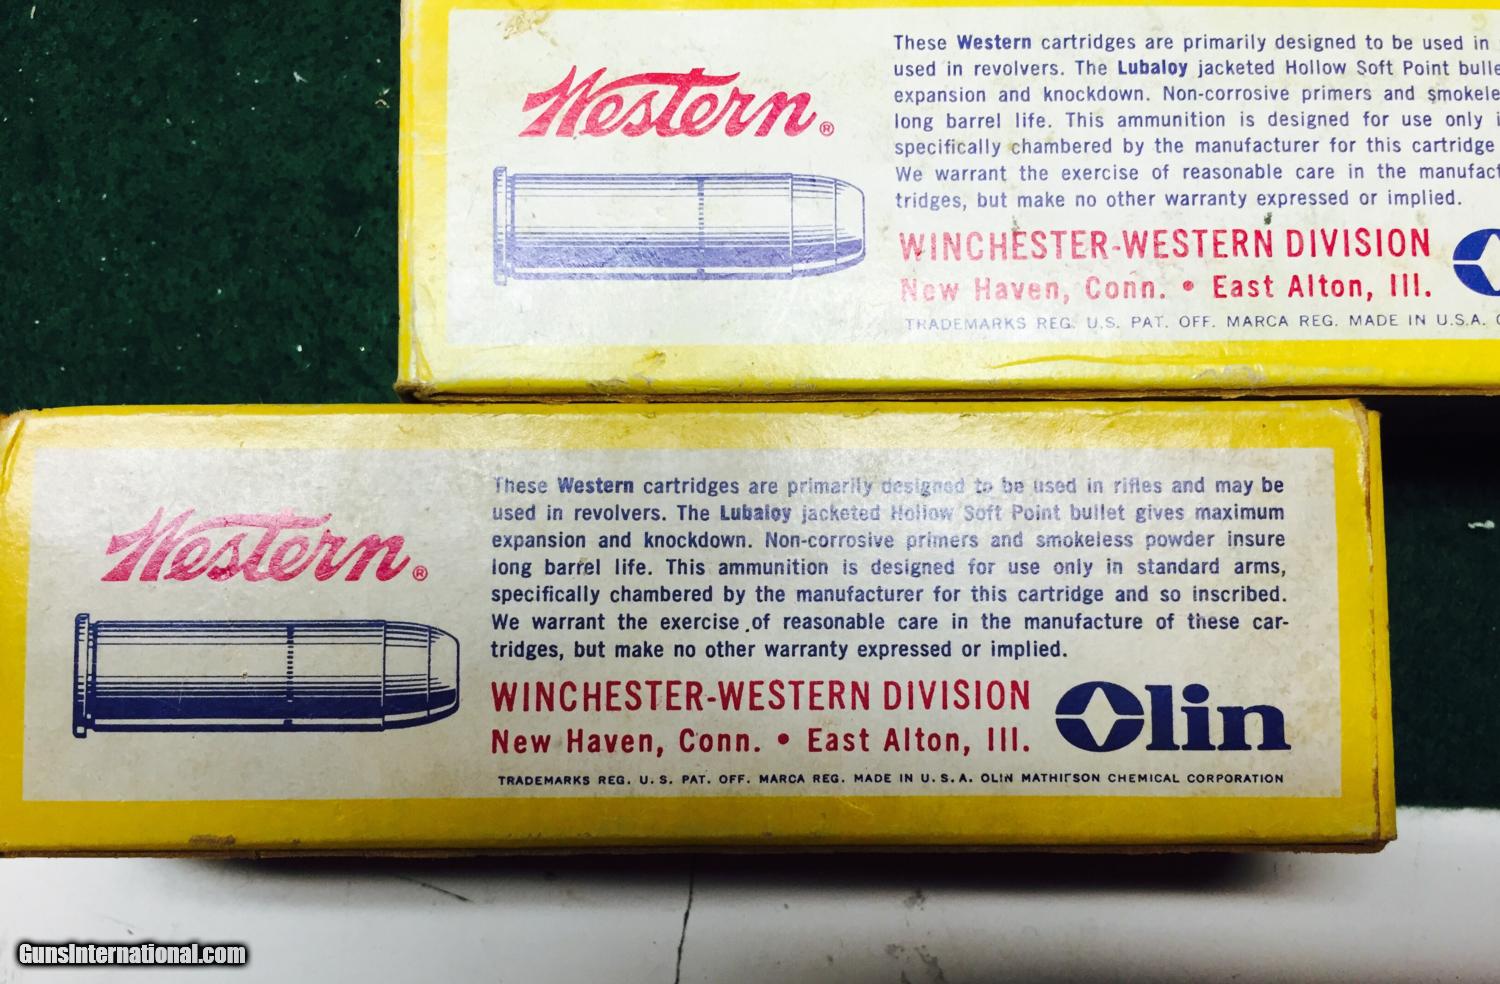 Western®
These Western cartridges are primarily designed to be used in
used in revolvers. The Lubaloy jacketed Hollow Soft Point
expansion and knockdown. Non-corrosive primers and
long barrel life. This ammunition is designed for use only
specifically chambered by the manufacturer for this cartridge
We warrant the exercise of reasonable care in the
tridges, but make no other warranty expressed or implied.
WINCHESTER-WESTERN DIVISION
New Haven, Conn. • East Alton, Ill.
TRADEMARKS REG. U.S. PAT. OFF. MARCA REG. MADE IN U.S.A.
Western®
These Western cartridges are primarily designed to be used in rifles and may be
used in revolvers. The Lubaloy jacketed Hollow Soft Point bullet gives maximum
expansion and knockdown. Non-corrosive primers and smokeless powder insure
long barrel life. This ammunition is designed for use only in standard arms,
specifically chambered by the manufacturer for this cartridge and so inscribed.
We warrant the exercise of reasonable care in the manufacture of these car-
tridges, but make no other warranty expressed or implied.
WINCHESTER-WESTERN DIVISION
New Haven, Conn. • East Alton, Ill.
Olin
TRADEMARKS REG. U. S. PAT. OFF. MARCA REG. MADE IN U. S. A. OLIN MATHIESON CHEMICAL CORPORATION
GunsInternational.com